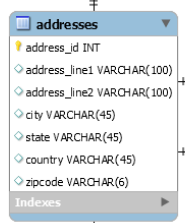 addresses
address_id INT
address_line1 VARCHAR(100)
address_line2 VARCHAR(100)
city VARCHAR(45)
state VARCHAR(45)
country VARCHAR(45)
zipcode VARCHAR(6)
Indexes